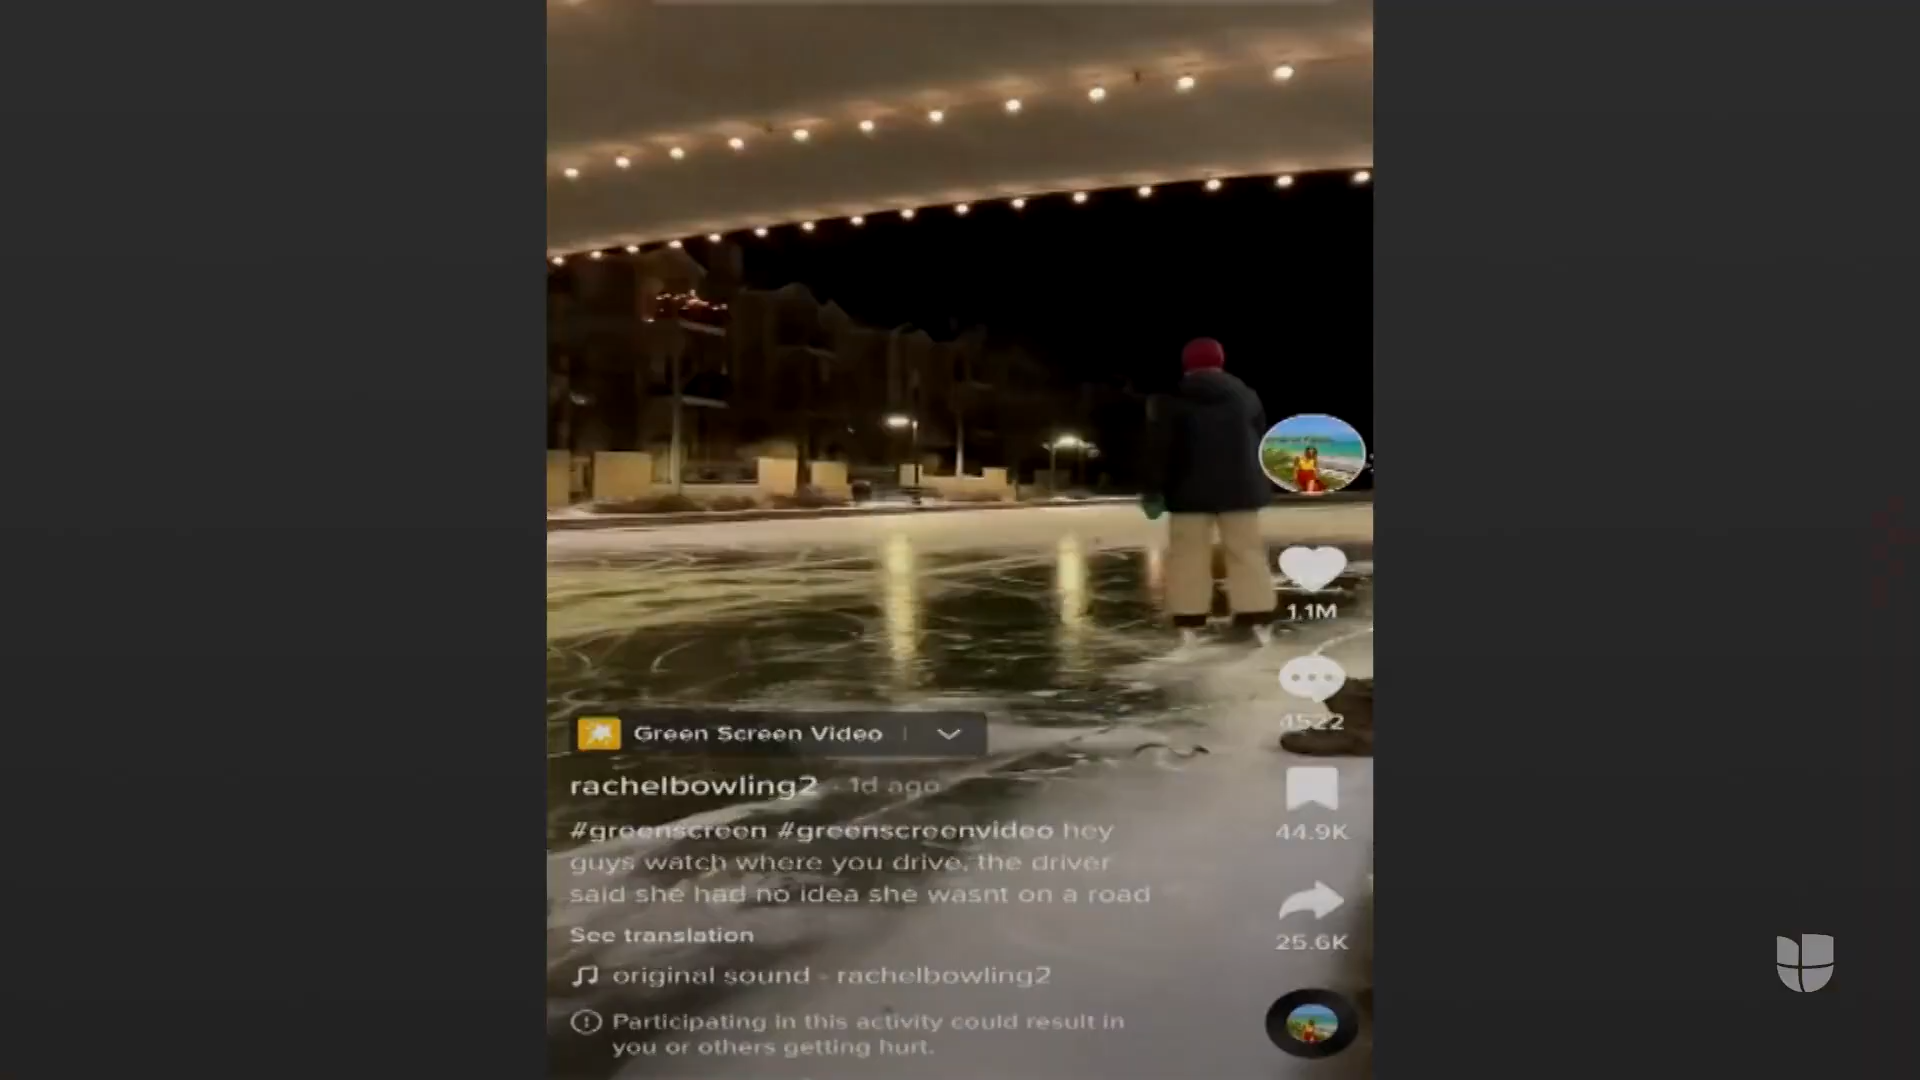 1.1M
4522
Green Screen Video
rachelbowling2 · 1d ago
44.9K
#greenscreen #greenscreenvideo hey
guys watch where you drive, the driver
said she had no idea she wasnt on a road
25.6K
See translation
original sound - rachelbowling2
Participating in this activity could result in
you or others getting hurt.